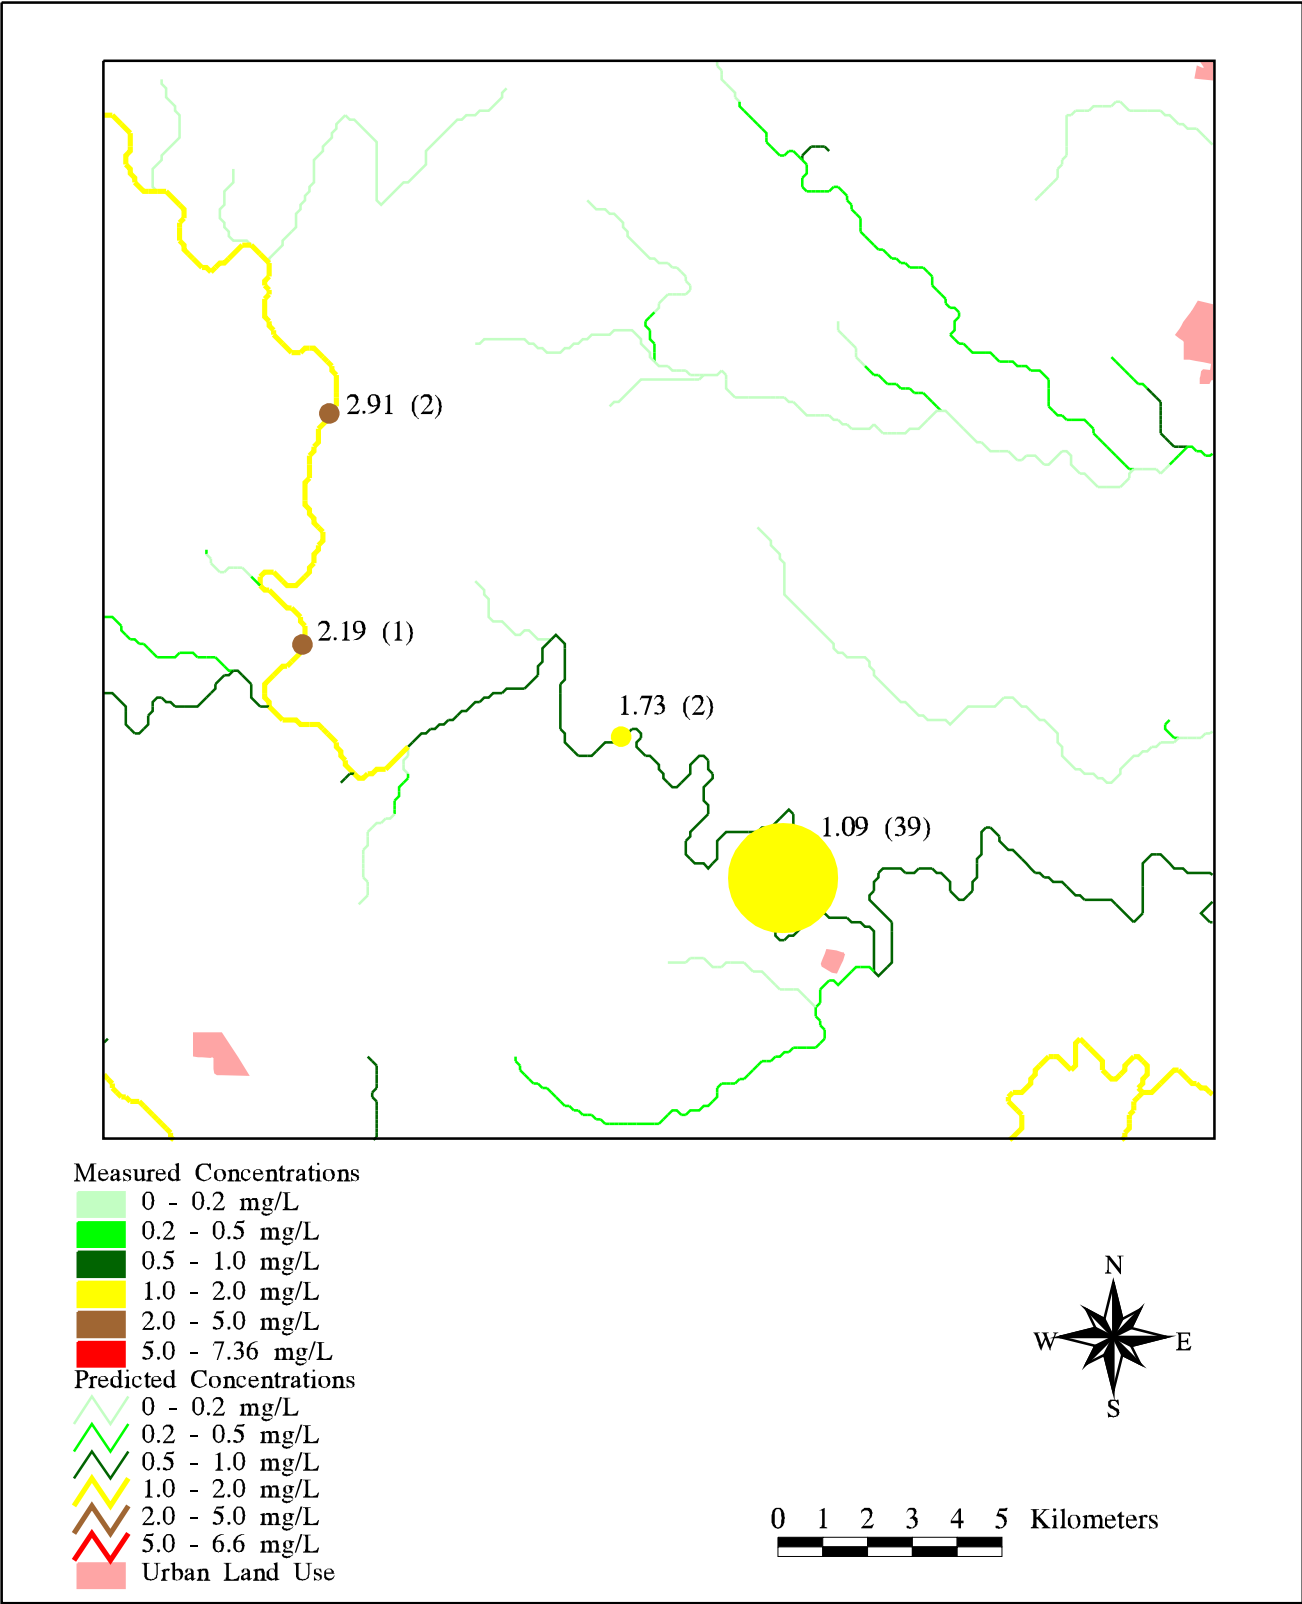 2.91 (2)
2.19 (1)
1.73 (2)
1.09 (39)
Measured Concentrations
0 - 0.2 mg/L
0.2 - 0.5 mg/L
0.5 - 1.0 mg/L
1.0 - 2.0 mg/L
2.0 - 5.0 mg/L
5.0 - 7.36 mg/L
Predicted Concentrations
0 - 0.2 mg/L
0.2 - 0.5 mg/L
0.5 - 1.0 mg/L
1.0 - 2.0 mg/L
2.0 - 5.0 mg/L
5.0 - 6.6 mg/L
Urban Land Use
N
W E
S
0 1 2 3 4 5 Kilometers